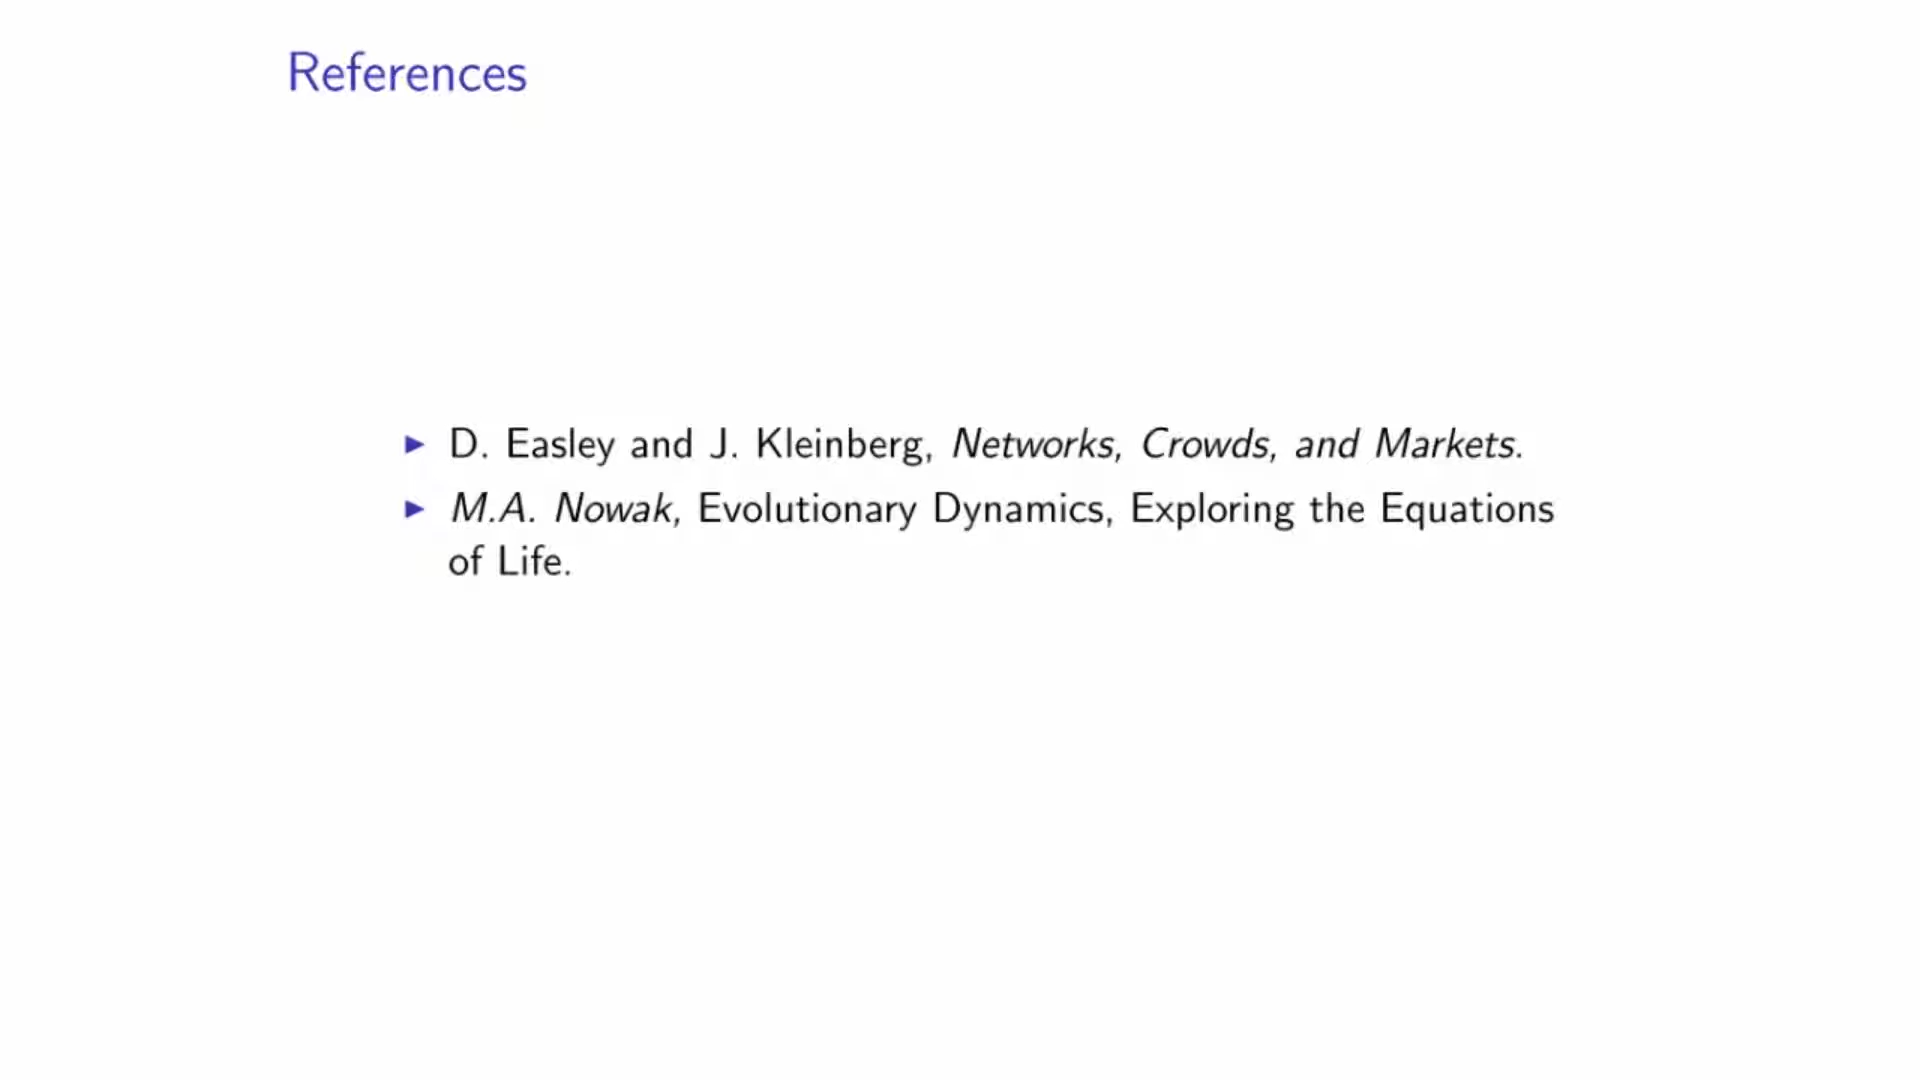 References
D. Easley and J. Kleinberg, Networks, Crowds, and Markets.
M.A. Nowak, Evolutionary Dynamics, Exploring the Equations
of Life.